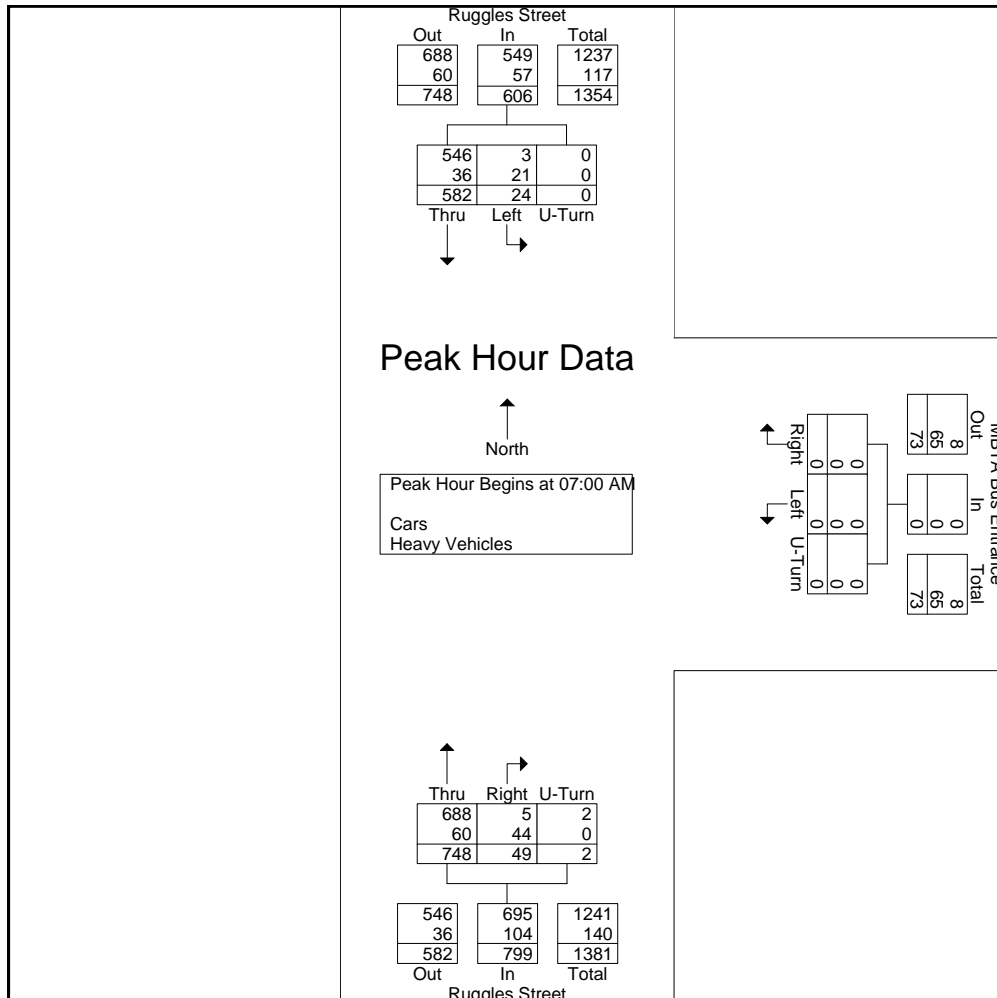 Ruggles Street
Out In Total
688 549 1237
60 57 117
748 606 1354
546 3 0
36 21 0
582 24 0
Thru Left U-Turn
Peak Hour Data
North
Peak Hour Begins at 07:00 AM
Cars
Heavy Vehicles
MBTA Bus Entrance
Out In Total
8 0 8
65 0 65
73 0 73
0 0 0
0 0 0
0 0 0
Right Left U-Turn
Thru Right U-Turn
688 5 2
60 44 0
748 49 2
546 695 1241
36 104 140
582 799 1381
Out In Total
Ruggles Street